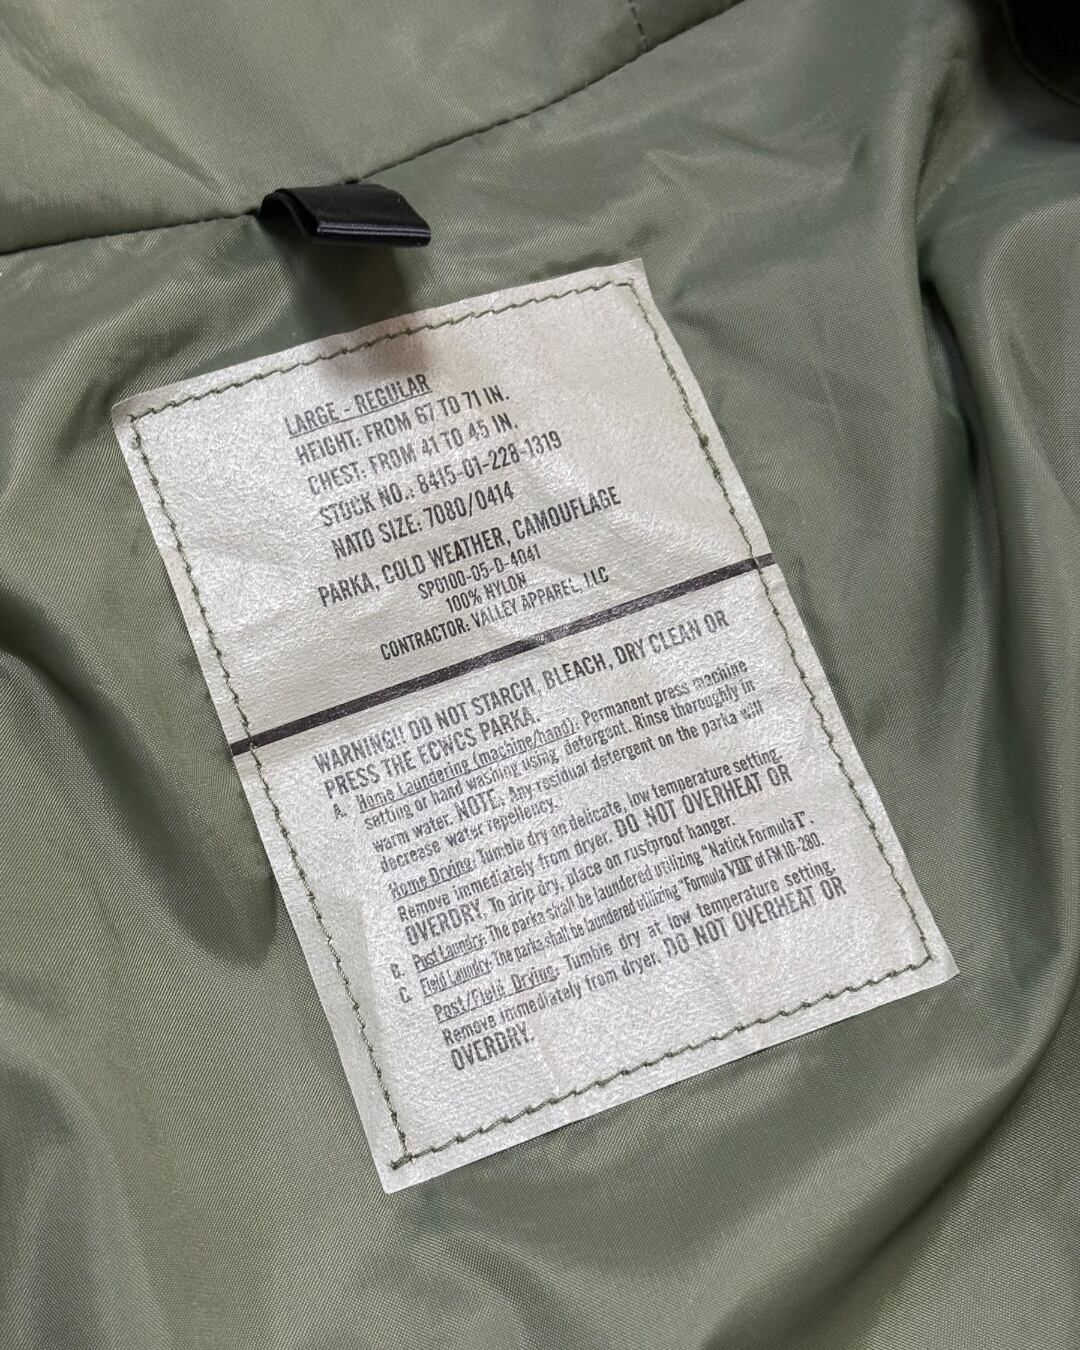 LARGE - REGULAR
HEIGHT: FROM 67 TO 71 IN.
CHEST: FROM 41 TO 45 IN.
STOCK NO.: 8415-01-228-1319
NATO SIZE: 7080/0414
PARKA, COLD WEATHER, CAMOUFLAGE
SP0100-05-D-4041
100% NYLON
CONTRACTOR: VALLEY APPAREL, LLC
WARNING!! DO NOT STARCH, BLEACH, DRY CLEAN OR
PRESS THE ECWCS PARKA.
A. Home Laundering (machine/hand): Permanent press machine
setting or hand washing using detergent. Rinse thoroughly in
warm water. NOTE: Any residual detergent on the parka will
decrease water repellency.
Home Drying: Tumble dry on delicate, low temperature setting.
Remove immediately from dryer. DO NOT OVERHEAT OR
OVERDRY. To drip dry, place on rustproof hanger.
B. Post Laundry: The parka shall be laundered utilizing "Natick Formula I".
C. Field Laundry: The parka shall be laundered utilizing "Formula VIII" of FM 10-280.
Post/Field Drying: Tumble dry at low temperature setting.
Remove immediately from dryer. DO NOT OVERHEAT OR
OVERDRY.